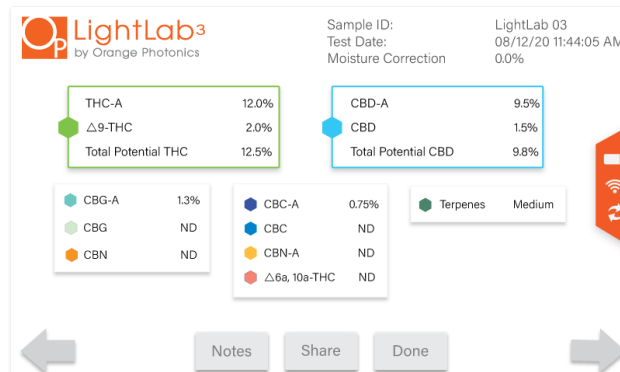 Op LightLab3
by Orange Photonics
Sample ID: LightLab 03
Test Date: 08/12/20 11:44:05 AM
Moisture Correction 0.0%
THC-A 12.0%
△9-THC 2.0%
Total Potential THC 12.5%
CBD-A 9.5%
CBD 1.5%
Total Potential CBD 9.8%
CBG-A 1.3%
CBG ND
CBN ND
CBC-A 0.75%
CBC ND
CBN-A ND
△6a, 10a-THC ND
Terpenes Medium
Notes
Share
Done